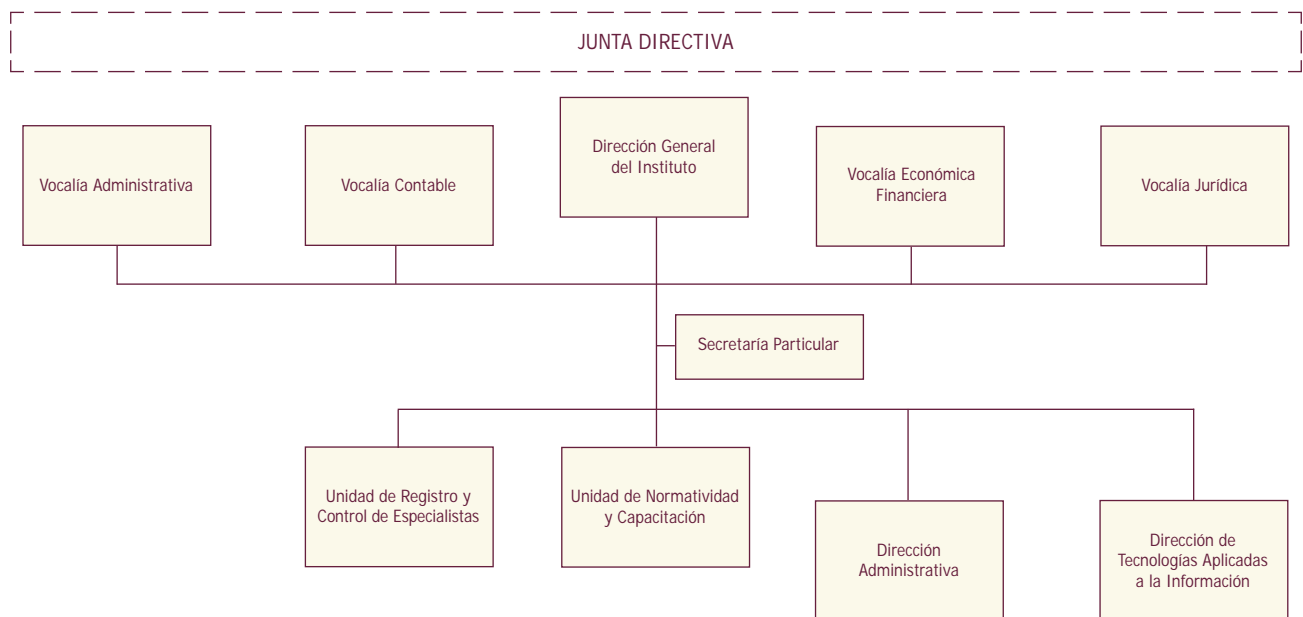 JUNTA DIRECTIVA
Vocalía Administrativa
Vocalía Contable
Dirección General
del Instituto
Vocalía Económica
Financiera
Vocalía Jurídica
Secretaría Particular
Unidad de Registro y
Control de Especialistas
Unidad de Normatividad
y Capacitación
Dirección
Administrativa
Dirección de
Tecnologías Aplicadas
a la Información